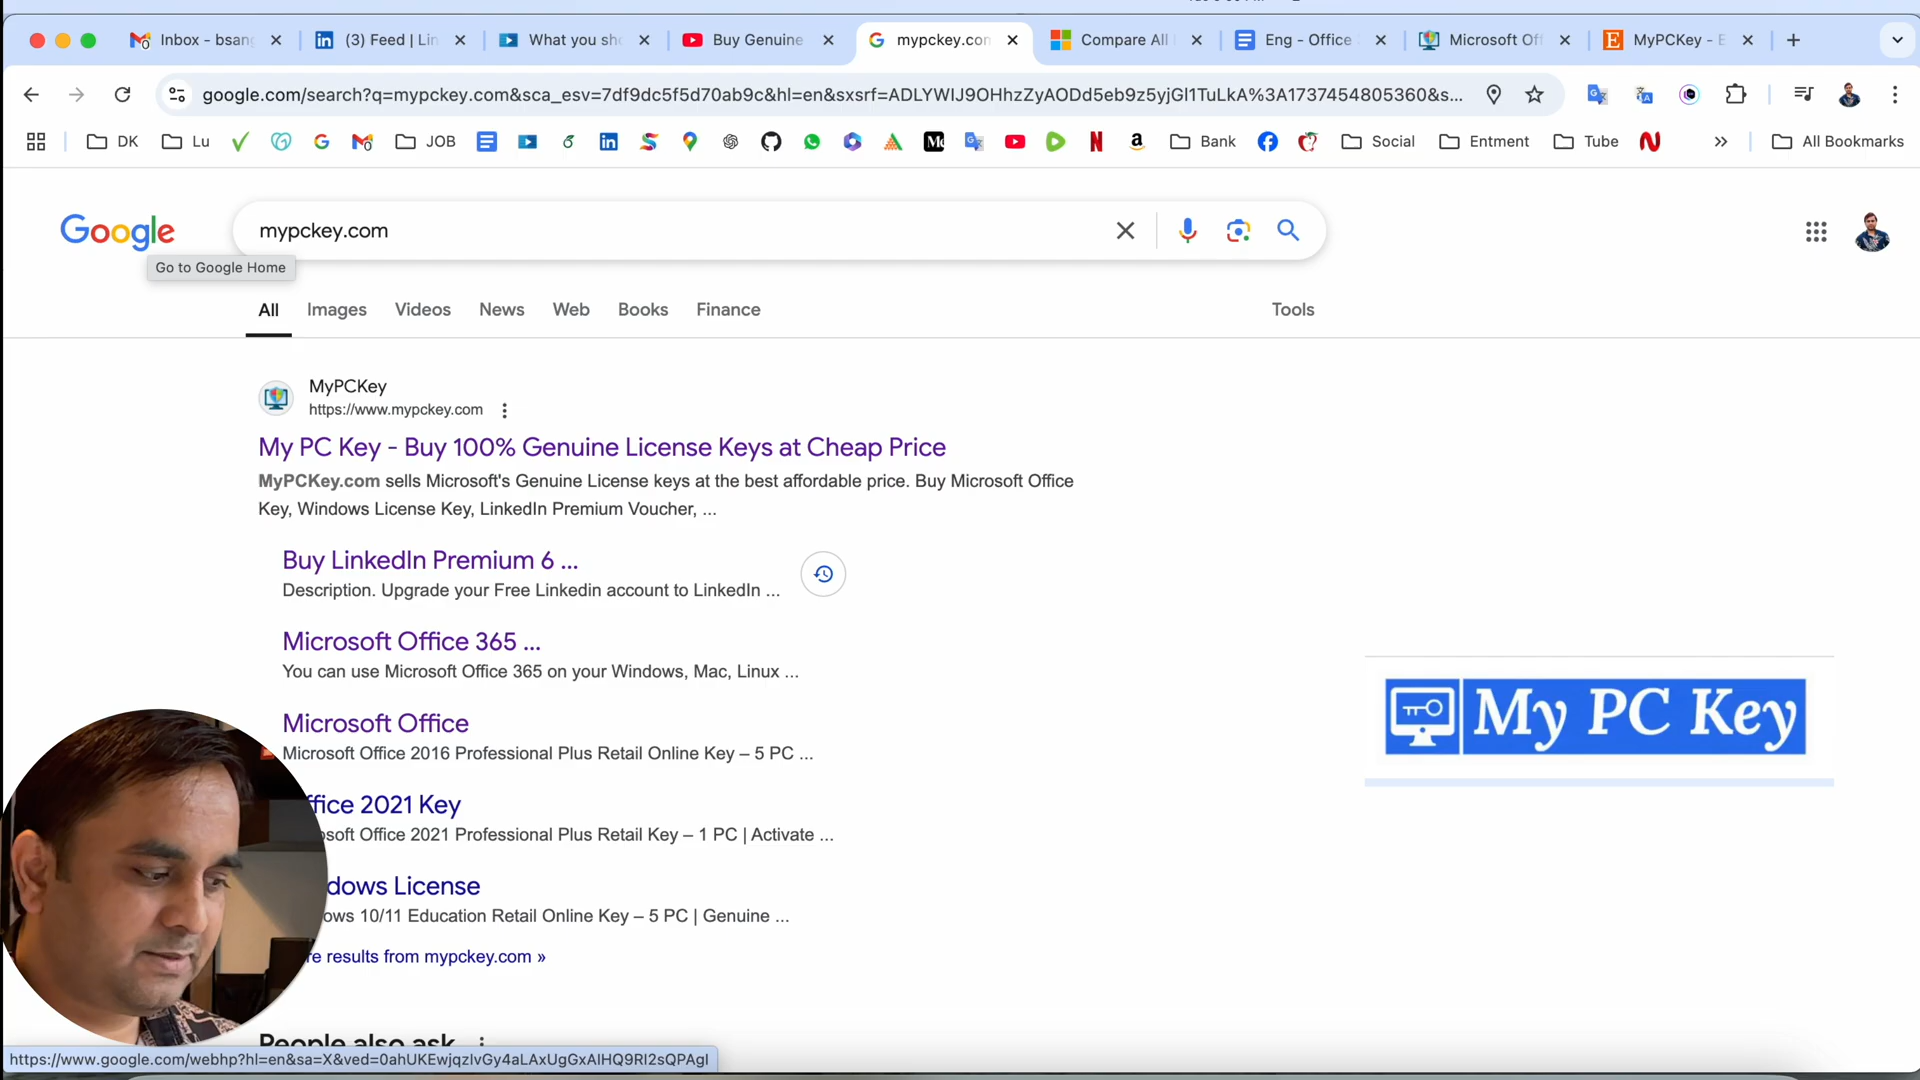 Inbox - bsang
(3) Feed | Lin
What you sho
Buy Genuine
mypckey.com
Compare All
Eng - Office
Microsoft Off
MyPCKey - E
google.com/search?q=mypckey.com&sca_esv=7df9dc5f5d70ab9c&hl=en&sxsrf=ADLYWIJ9OHhzZyAODd5eb9z5yjGl1TuLkA%3A1737454805360&s...
DK
Lu
JOB
Bank
Social
Entment
Tube
All Bookmarks
Google
mypckey.com
Go to Google Home
All Images Videos News Web Books Finance Tools
MyPCKey
https://www.mypckey.com
My PC Key - Buy 100% Genuine License Keys at Cheap Price
MyPCKey.com sells Microsoft's Genuine License keys at the best affordable price. Buy Microsoft Office
Key, Windows License Key, LinkedIn Premium Voucher, ...
Buy LinkedIn Premium 6 ...
Description. Upgrade your Free Linkedin account to LinkedIn ...
Microsoft Office 365 ...
You can use Microsoft Office 365 on your Windows, Mac, Linux ...
My PC Key
Microsoft Office
Microsoft Office 2016 Professional Plus Retail Online Key – 5 PC ...
ffice 2021 Key
osoft Office 2021 Professional Plus Retail Key – 1 PC | Activate ...
dows License
ows 10/11 Education Retail Online Key – 5 PC | Genuine ...
re results from mypckey.com »
People also ask
https://www.google.com/webhp?hl=en&sa=X&ved=0ahUKEwjqzIvGy4aLAxUgGxAIHQ9RI2sQPAgI